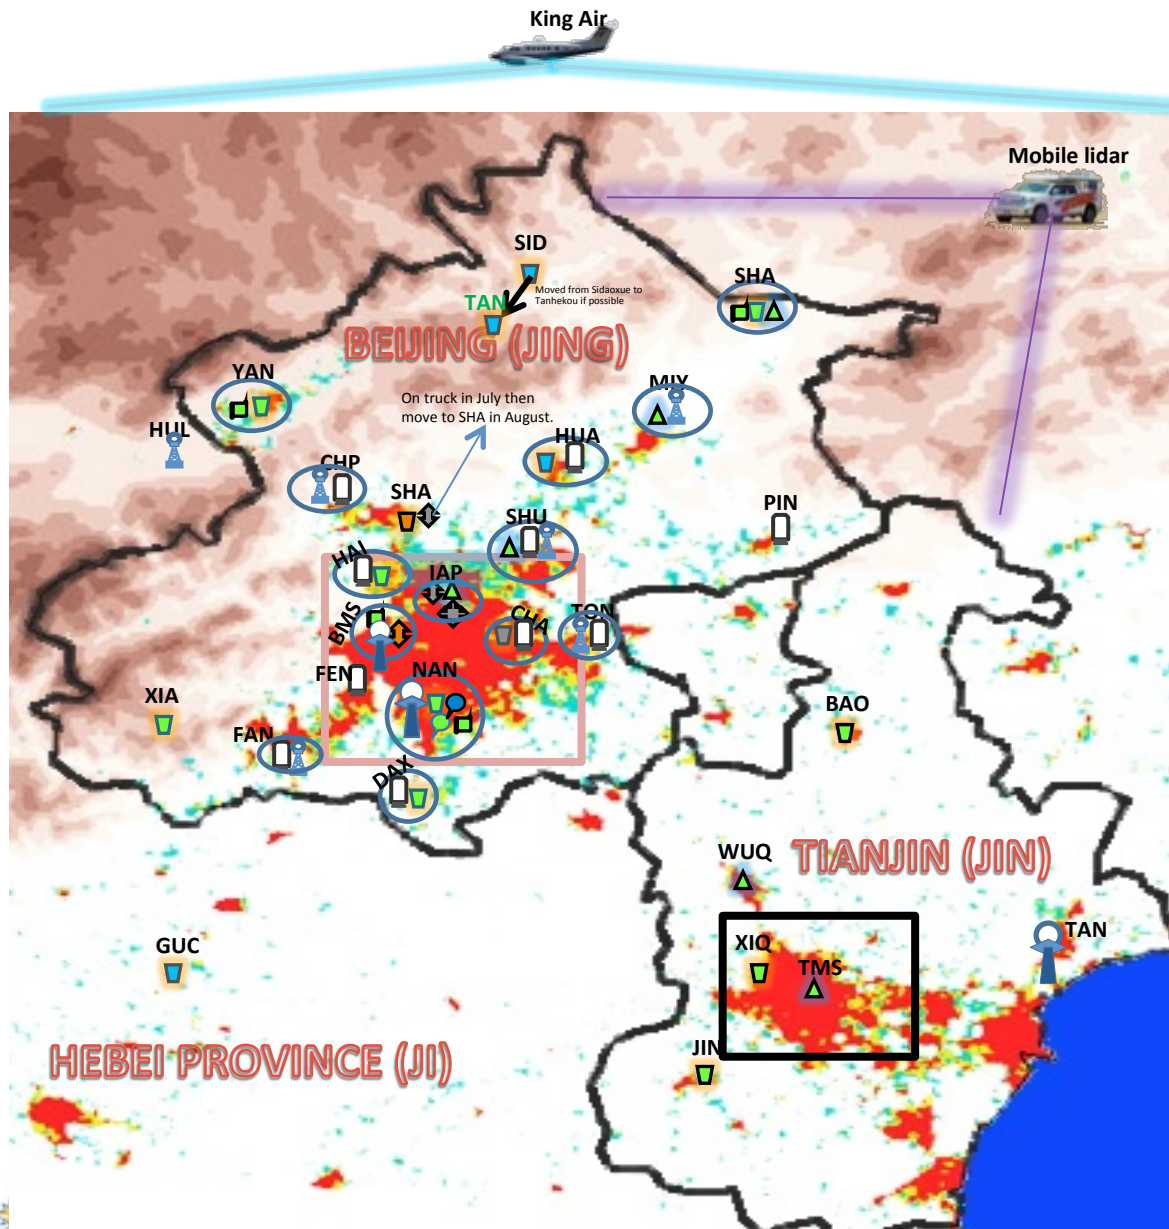 King Air
Mobile lidar
SID
Moved from Sidaoxue to
Tanhekou if possible
TAN
SHA
BEIJING (JING)
YAN
MIY
On truck in July then
move to SHA in August.
HUL
HUA
CHP
SHA
PIN
SHU
HAI
IAP
BMS
CHA
TON
FEN
NAN
XIA
BAO
FAN
DAX
WUQ
TIANJIN (JIN)
GUC
XIQ
TAN
TMS
HEBEI PROVINCE (JI)
JIN